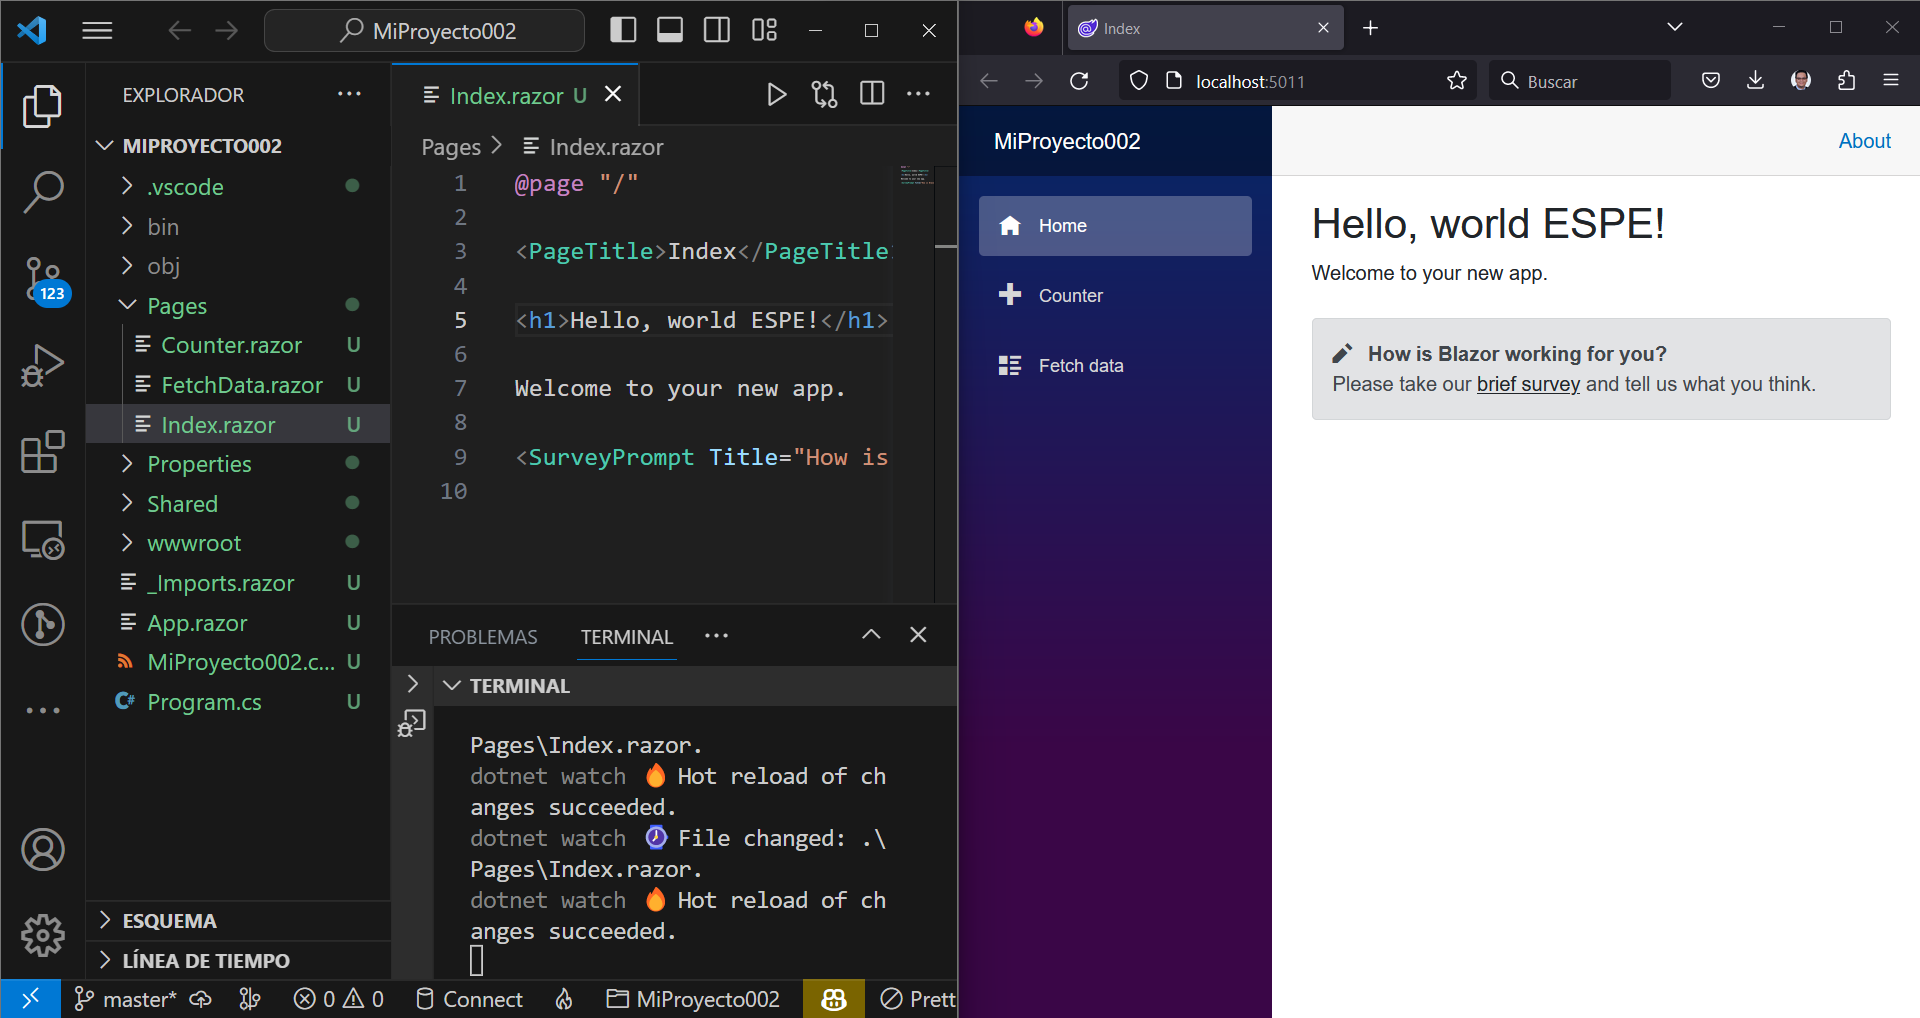 MiProyecto002
EXPLORADOR
MIPROYECTO002
.vscode
bin
obj
Pages
Counter.razor U
FetchData.razor U
Index.razor U
Properties
Shared
wwwroot
_Imports.razor U
App.razor U
MiProyecto002.c... U
C# Program.cs U
ESQUEMA
LÍNEA DE TIEMPO
123
Index.razor U
Pages > Index.razor
1 @page "/"
2
3 <PageTitle>Index</PageTitle>
4
5 <h1>Hello, world ESPE!</h1>
6
7 Welcome to your new app.
8
9 <SurveyPrompt Title="How is
10
PROBLEMAS TERMINAL
TERMINAL
Pages\Index.razor.
dotnet watch 🔥 Hot reload of ch
anges succeeded.
dotnet watch ⌚ File changed: .\
Pages\Index.razor.
dotnet watch 🔥 Hot reload of ch
anges succeeded.
master* 0 0 Connect MiProyecto002 Prett
Index
localhost:5011
Buscar
MiProyecto002
About
Home
Counter
Fetch data
Hello, world ESPE!
Welcome to your new app.
How is Blazor working for you?
Please take our brief survey and tell us what you think.